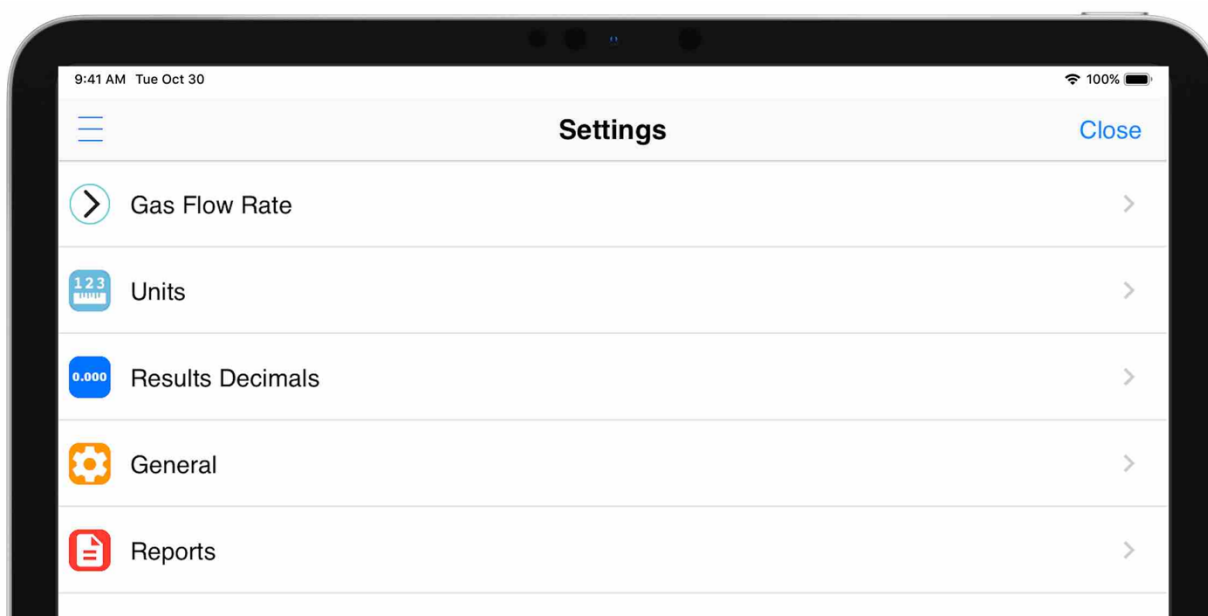 9:41 AM Tue Oct 30 100%
Settings Close
Gas Flow Rate
123 Units
0.000 Results Decimals
General
Reports